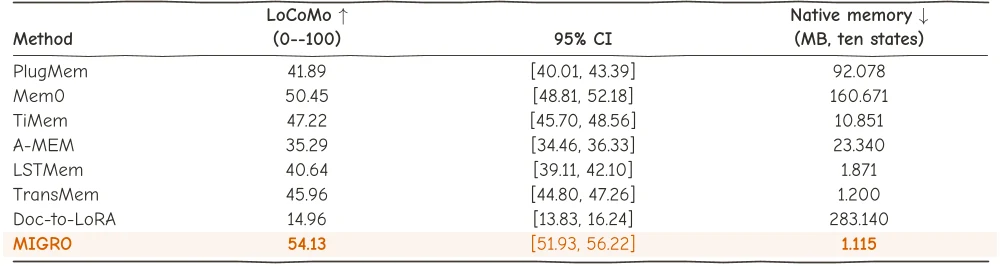 LoCoMo ↑ Native memory ↓
Method (0--100) 95% CI (MB, ten states)
PlugMem 41.89 [40.01, 43.39] 92.078
Mem0 50.45 [48.81, 52.18] 160.671
TiMem 47.22 [45.70, 48.56] 10.851
A-MEM 35.29 [34.46, 36.33] 23.340
LSTMem 40.64 [39.11, 42.10] 1.871
TransMem 45.96 [44.80, 47.26] 1.200
Doc-to-LoRA 14.96 [13.83, 16.24] 283.140
MIGRO 54.13 [51.93, 56.22] 1.115